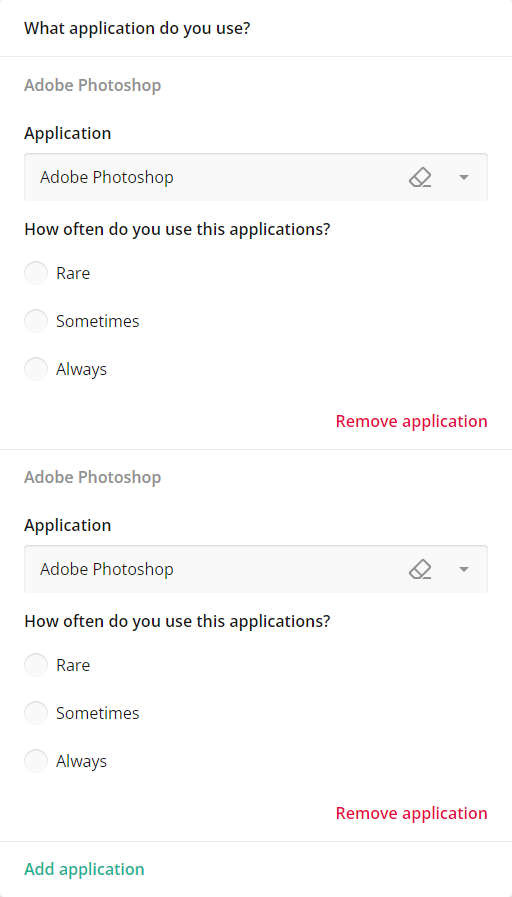 What application do you use?
Adobe Photoshop
Application
Adobe Photoshop
How often do you use this applications?
Rare
Sometimes
Always
Remove application
Adobe Photoshop
Application
Adobe Photoshop
How often do you use this applications?
Rare
Sometimes
Always
Remove application
Add application